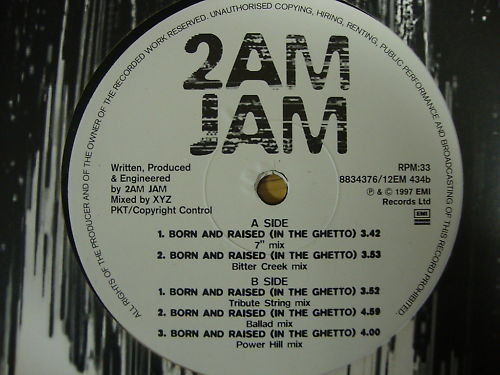 ALL RIGHTS OF THE PRODUCER AND OF THE OWNER OF THE RECORDED WORK RESERVED. UNAUTHORISED COPYING, HIRING, RENTING, PUBLIC PERFORMANCE AND BROADCASTING OF THIS RECORD PROHIBITED.
2AM
JAM
Written, Produced
& Engineered
by 2AM JAM
Mixed by XYZ
PKT/Copyright Control
RPM:33
8834376/12EM 434b
℗ & © 1997 EMI
Records Ltd
EMI
A SIDE
1. BORN AND RAISED (IN THE GHETTO) 3.42
7" mix
2. BORN AND RAISED (IN THE GHETTO) 3.53
Bitter Creek mix
B SIDE
1. BORN AND RAISED (IN THE GHETTO) 3.52
Tribute String mix
2. BORN AND RAISED (IN THE GHETTO) 4.59
Ballad mix
3. BORN AND RAISED (IN THE GHETTO) 4.00
Power Hill mix